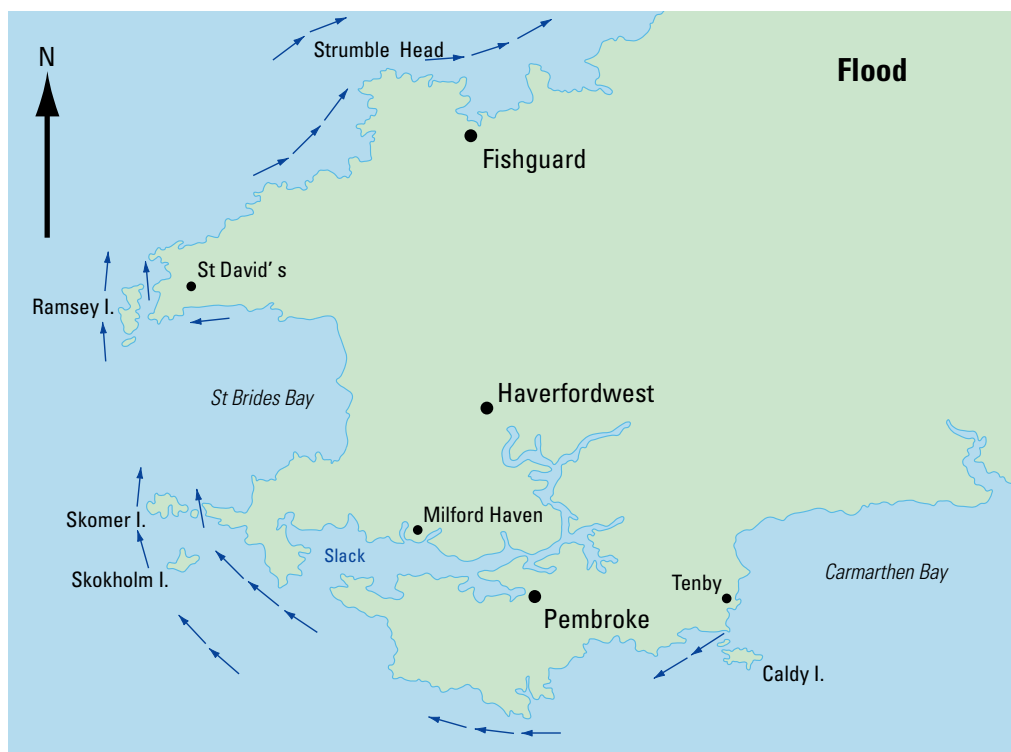 N
Strumble Head
Flood
Fishguard
St David's
Ramsey I.
St Brides Bay
Haverfordwest
Skomer I.
Milford Haven
Slack
Skokholm I.
Tenby
Carmarthen Bay
Pembroke
Caldy I.